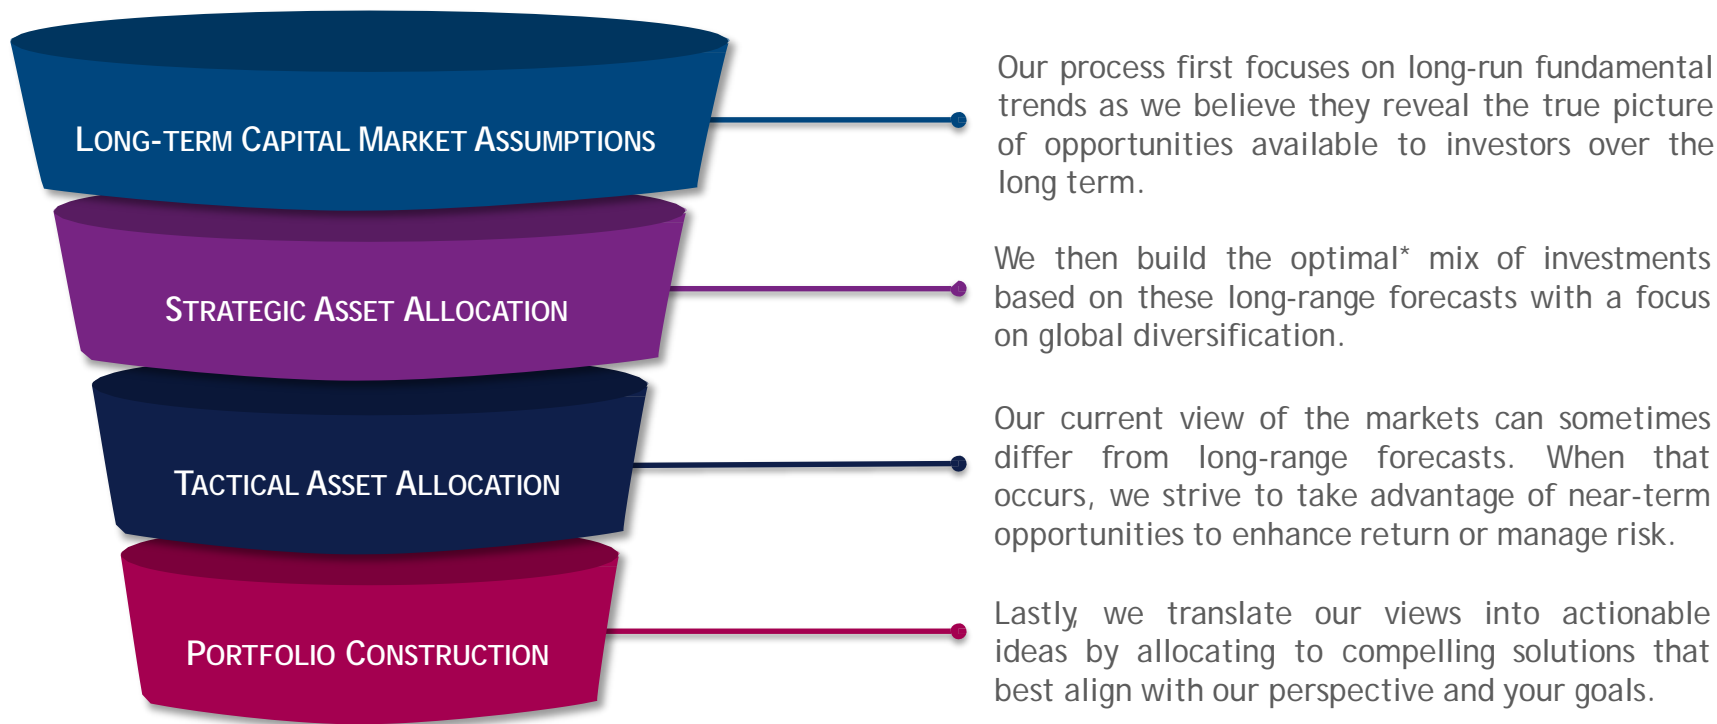 LONG-TERM CAPITAL MARKET ASSUMPTIONS
Our process first focuses on long-run fundamental
trends as we believe they reveal the true picture
of opportunities available to investors over the
long term.
STRATEGIC ASSET ALLOCATION
We then build the optimal* mix of investments
based on these long-range forecasts with a focus
on global diversification.
TACTICAL ASSET ALLOCATION
Our current view of the markets can sometimes
differ from long-range forecasts. When that
occurs, we strive to take advantage of near-term
opportunities to enhance return or manage risk.
PORTFOLIO CONSTRUCTION
Lastly, we translate our views into actionable
ideas by allocating to compelling solutions that
best align with our perspective and your goals.